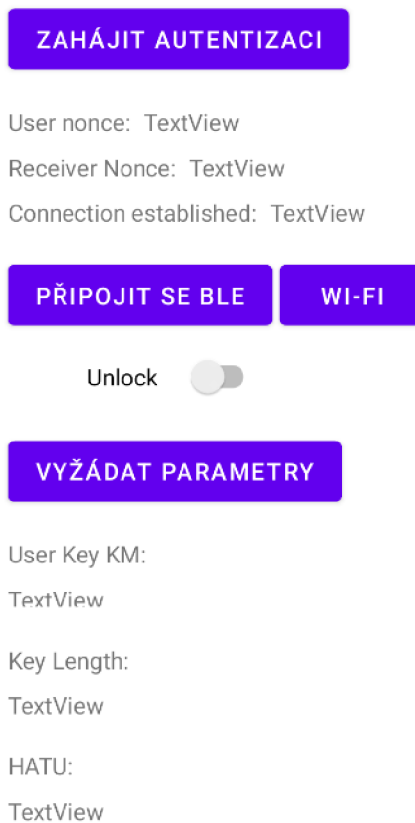 ZAHÁJIT AUTENTIZACI
User nonce: TextView
Receiver Nonce: TextView
Connection established: TextView
PŘIPOJIT SE BLE WI-FI
Unlock
VYŽÁDAT PARAMETRY
User Key KM:
TextView
Key Length:
TextView
HATU:
TextView